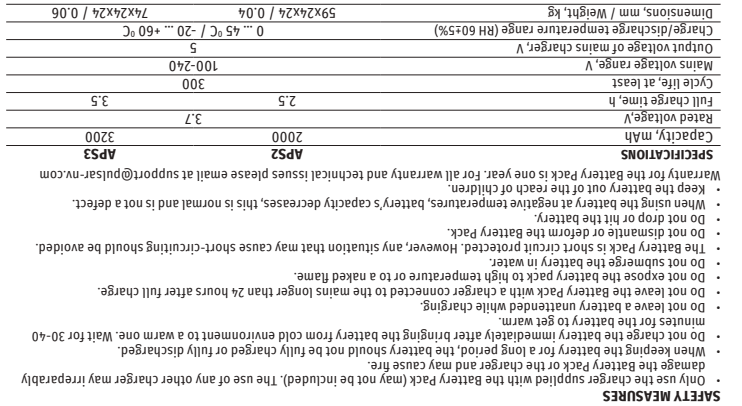 SAFETY MEASURES
• Only use the charger supplied with the Battery Pack (may not be included). The use of any other charger may irreparably
damage the Battery Pack or the charger and may cause fire.
• When keeping the battery for a long period, the battery should not be fully charged or fully discharged.
• Do not charge the battery immediately after bringing the battery from cold environment to a warm one. Wait for 30-40
minutes for the battery to get warm.
• Do not leave a battery unattended while charging.
• Do not leave the Battery Pack with a charger connected to the mains longer than 24 hours after full charge.
• Do not expose the battery pack to high temperature or to a naked flame.
• Do not submerge the battery in water.
• The Battery Pack is short circuit protected. However, any situation that may cause short-circuiting should be avoided.
• Do not dismantle or deform the Battery Pack.
• Do not drop or hit the battery.
• When using the battery at negative temperatures, battery's capacity decreases, this is normal and is not a defect.
• Keep the battery out of the reach of children.
Warranty for the Battery Pack is one year. For all warranty and technical issues please email at support@pulsar-nv.com
SPECIFICATIONS APS2 APS3
Capacity, mAh 2000 3200
Rated voltage,V 3.7
Full charge time, h 2.5 3.5
Cycle life, at least 300
Mains voltage range, V 100-240
Output voltage of mains charger, V 5
Charge/discharge temperature range (RH 60±5%) 0 ... 45 °C / -20 ... +60 °C
Dimensions, mm / Weight, kg 59x24x24 / 0.04 74x24x24 / 0.06